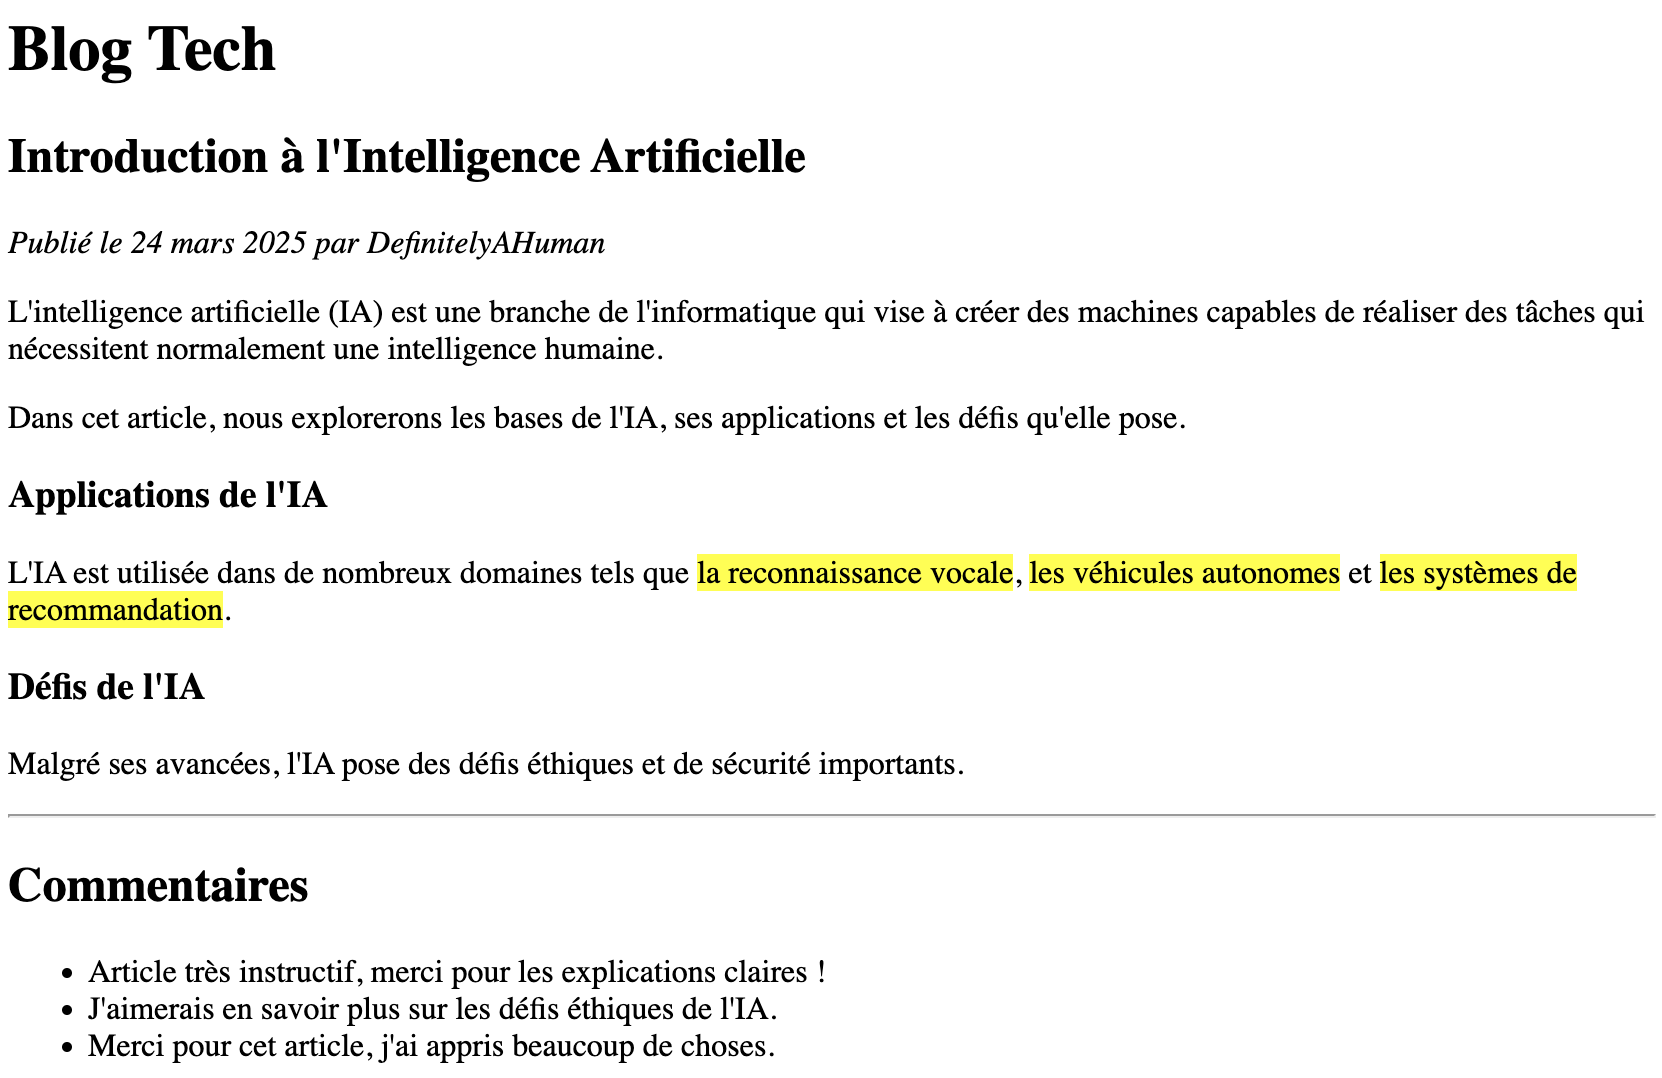 Blog Tech
Introduction à l'Intelligence Artificielle
Publié le 24 mars 2025 par DefinitelyAHuman
L'intelligence artificielle (IA) est une branche de l'informatique qui vise à créer des machines capables de réaliser des tâches qui
nécessitent normalement une intelligence humaine.
Dans cet article, nous explorerons les bases de l'IA, ses applications et les défis qu'elle pose.
Applications de l'IA
L'IA est utilisée dans de nombreux domaines tels que la reconnaissance vocale, les véhicules autonomes et les systèmes de
recommandation.
Défis de l'IA
Malgré ses avancées, l'IA pose des défis éthiques et de sécurité importants.
Commentaires
• Article très instructif, merci pour les explications claires !
• J'aimerais en savoir plus sur les défis éthiques de l'IA.
• Merci pour cet article, j'ai appris beaucoup de choses.